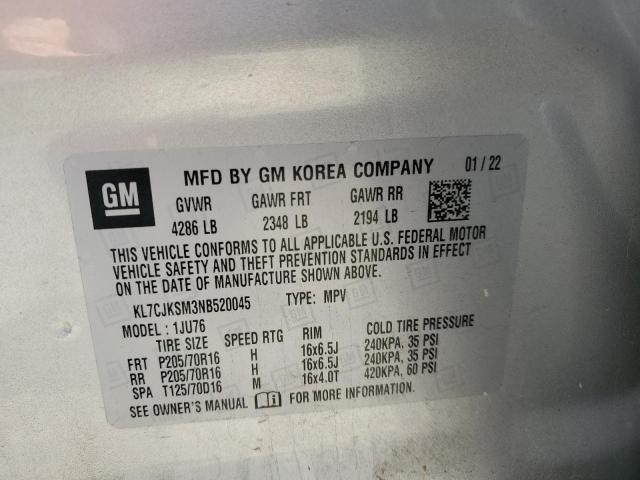 GM
MFD BY GM KOREA COMPANY 01 / 22
GVWR GAWR FRT GAWR RR
4286 LB 2348 LB 2194 LB
THIS VEHICLE CONFORMS TO ALL APPLICABLE U.S. FEDERAL MOTOR
VEHICLE SAFETY AND THEFT PREVENTION STANDARDS IN EFFECT
ON THE DATE OF MANUFACTURE SHOWN ABOVE.
KL7CJKSM3NB520045 TYPE: MPV
MODEL : 1JU76
TIRE SIZE SPEED RTG RIM COLD TIRE PRESSURE
FRT P205/70R16 H 16x6.5J 240KPA, 35 PSI
RR P205/70R16 H 16x6.5J 240KPA, 35 PSI
SPA T125/70D16 M 16x4.0T 420KPA, 60 PSI
SEE OWNER'S MANUAL FOR MORE INFORMATION.